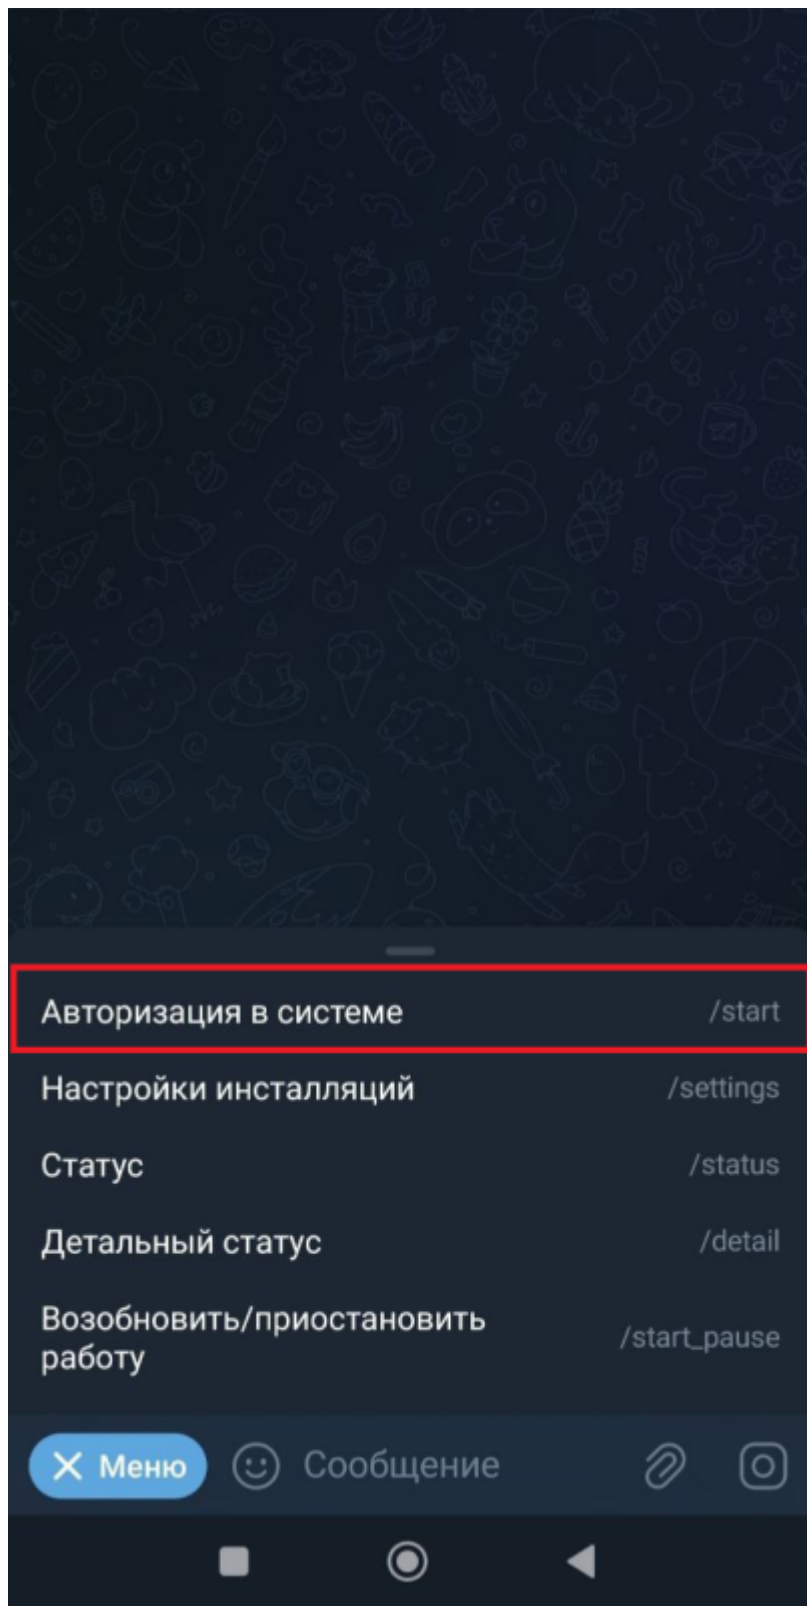 Авторизация в системе /start
Настройки инсталляций /settings
Статус /status
Детальный статус /detail
Возобновить/приостановить
работу /start_pause
Меню Сообщение